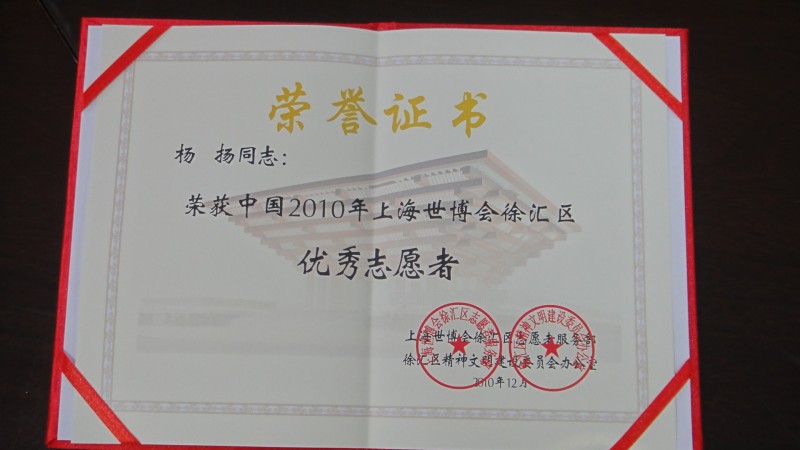 荣誉证书
杨 扬同志：
荣获中国2010年上海世博会徐汇区
优秀志愿者
上海世博会徐汇区志愿者服务部
徐汇区精神文明建设委员会办公室
2010年12月